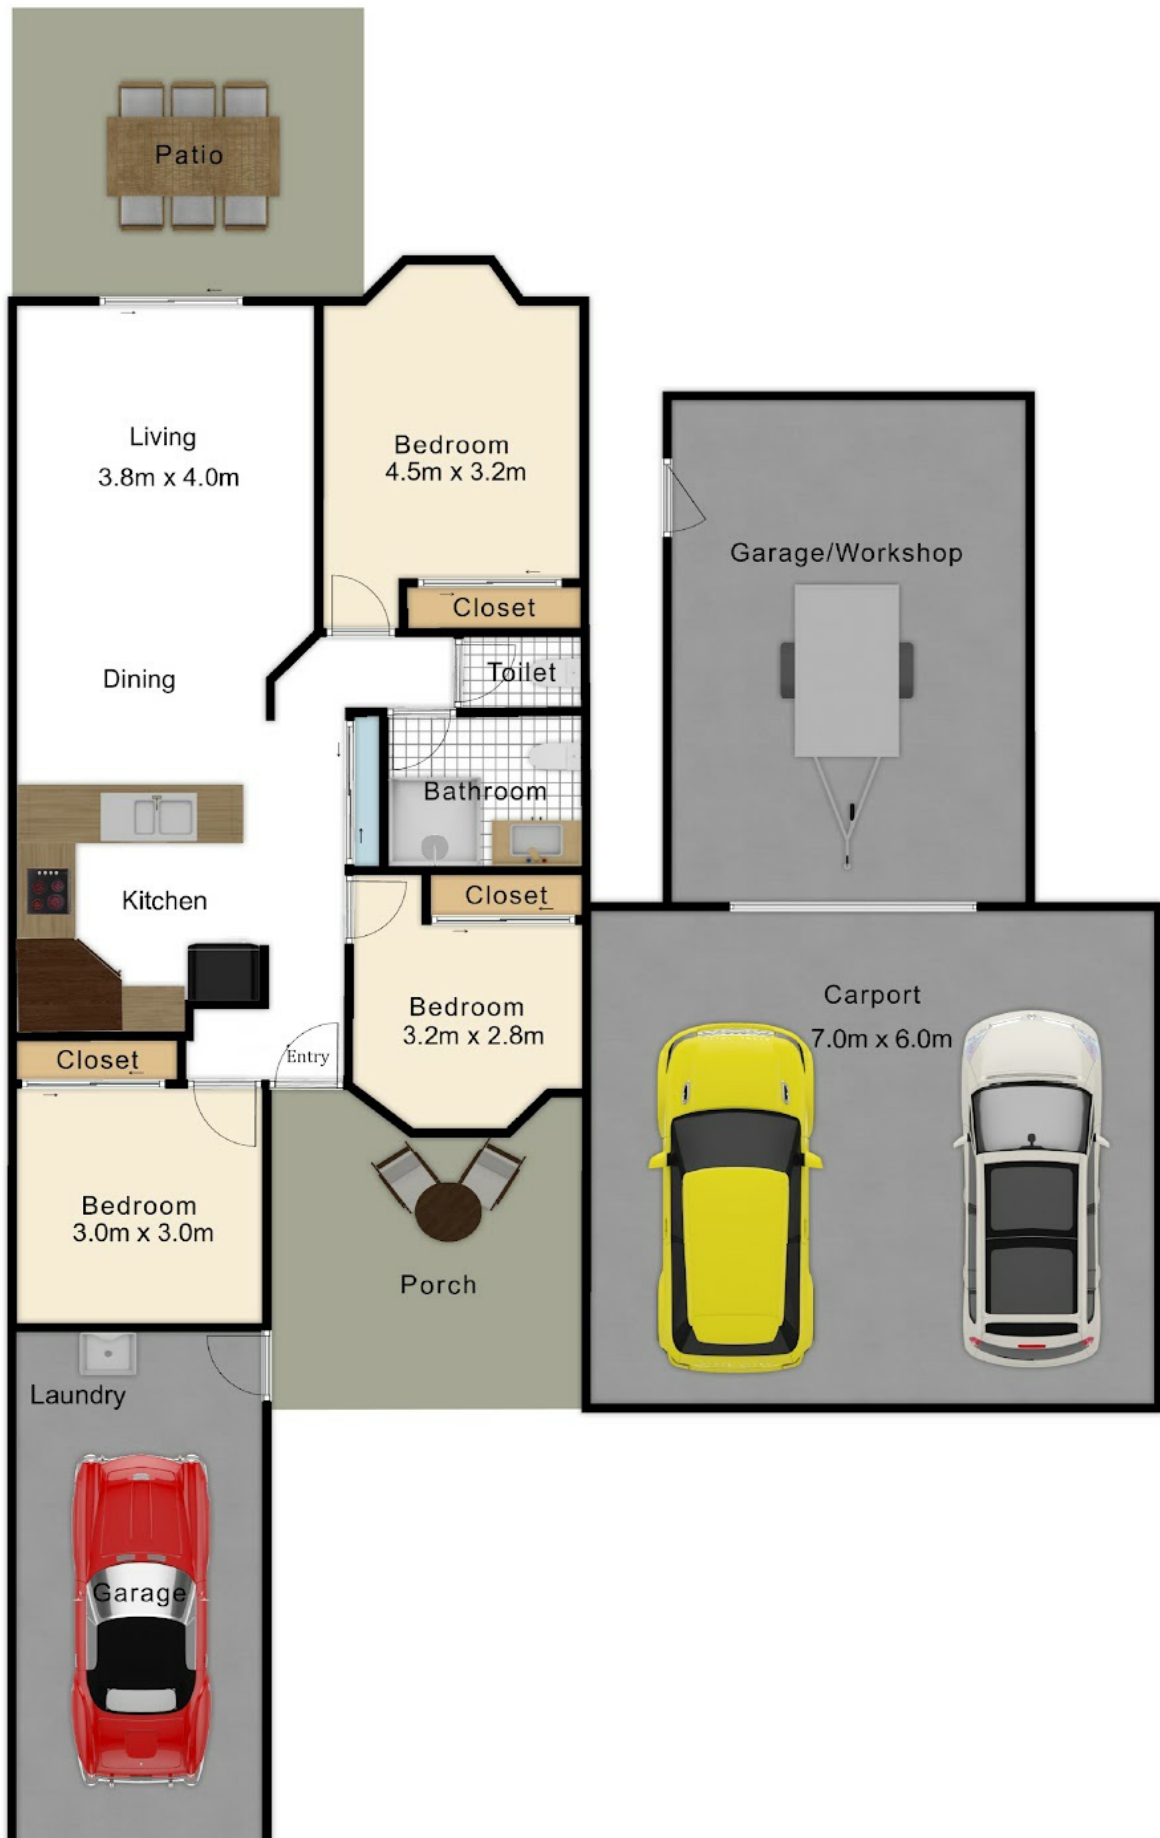 Patio
Living
3.8m x 4.0m
Bedroom
4.5m x 3.2m
Closet
Garage/Workshop
Dining
Toilet
Bathroom
Kitchen
Closet
Bedroom
3.2m x 2.8m
Carport
7.0m x 6.0m
Entry
Closet
Bedroom
3.0m x 3.0m
Porch
Laundry
Garage